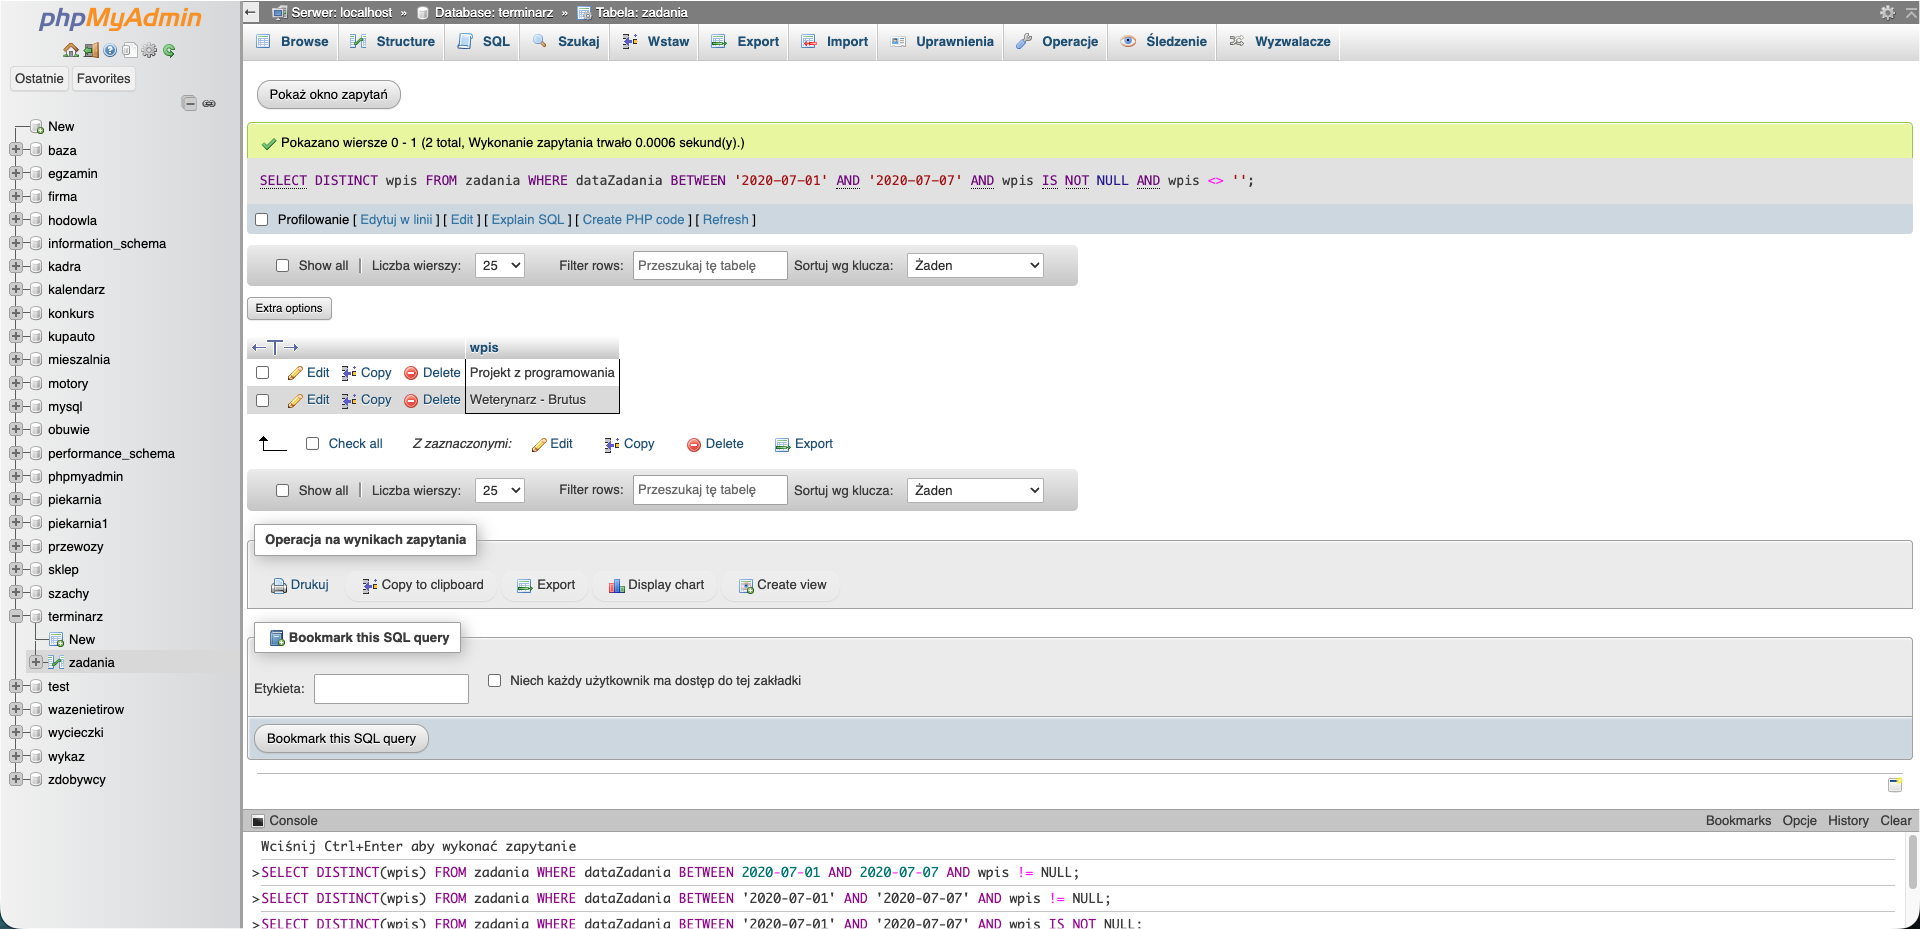 phpMyAdmin
Ostatnie Favorites
New
baza
egzamin
firma
hodowla
information_schema
kadra
kalendarz
konkurs
kupauto
mieszalnia
motory
mysql
obuwie
performance_schema
phpmyadmin
piekarnia
piekarnia1
przewozy
sklep
szachy
terminarz
New
zadania
test
wazenietirow
wycieczki
wykaz
zdobywcy
Serwer: localhost » Database: terminarz » Tabela: zadania
Browse Structure SQL Szukaj Wstaw Export Import Uprawnienia Operacje Śledzenie Wyzwalacze
Pokaż okno zapytań
Pokazano wiersze 0 - 1 (2 total, Wykonanie zapytania trwało 0.0006 sekund(y).)
SELECT DISTINCT wpis FROM zadania WHERE dataZadania BETWEEN '2020-07-01' AND '2020-07-07' AND wpis IS NOT NULL AND wpis <> '';
Profilowanie [ Edytuj w linii ] [ Edit ] [ Explain SQL ] [ Create PHP code ] [ Refresh ]
Show all | Liczba wierszy: 25 Filter rows: Przeszukaj tę tabelę Sortuj wg klucza: Żaden
Extra options
←T→ wpis
Edit Copy Delete Projekt z programowania
Edit Copy Delete Weterynarz - Brutus
Check all Z zaznaczonymi: Edit Copy Delete Export
Show all | Liczba wierszy: 25 Filter rows: Przeszukaj tę tabelę Sortuj wg klucza: Żaden
Operacja na wynikach zapytania
Drukuj Copy to clipboard Export Display chart Create view
Bookmark this SQL query
Etykieta: Niech każdy użytkownik ma dostęp do tej zakładki
Bookmark this SQL query
Console Bookmarks Opcje History Clear
Wciśnij Ctrl+Enter aby wykonać zapytanie
>SELECT DISTINCT(wpis) FROM zadania WHERE dataZadania BETWEEN 2020-07-01 AND 2020-07-07 AND wpis != NULL;
>SELECT DISTINCT(wpis) FROM zadania WHERE dataZadania BETWEEN '2020-07-01' AND '2020-07-07' AND wpis != NULL;
>SELECT DISTINCT(wpis) FROM zadania WHERE dataZadania BETWEEN '2020-07-01' AND '2020-07-07' AND wpis IS NOT NULL;